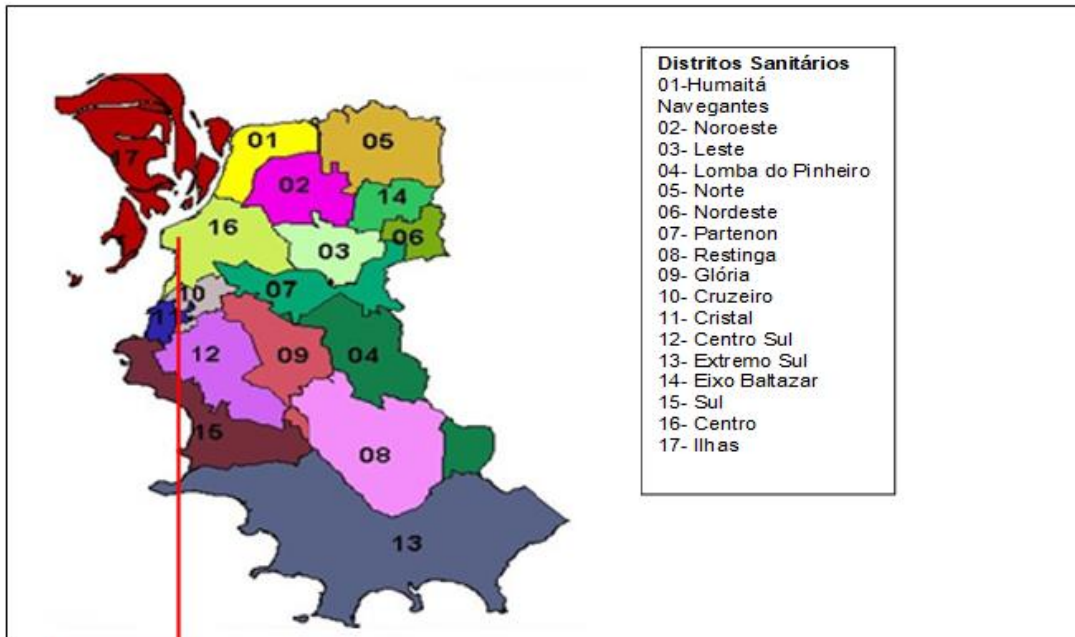 17
01
05
02
14
16
06
03
10
07
11
12
09
04
15
08
13
Distritos Sanitários
01-Humaitá
Navegantes
02- Noroeste
03- Leste
04- Lomba do Pinheiro
05- Norte
06- Nordeste
07- Partenon
08- Restinga
09- Glória
10- Cruzeiro
11- Cristal
12- Centro Sul
13- Extremo Sul
14- Eixo Baltazar
15- Sul
16- Centro
17- Ilhas